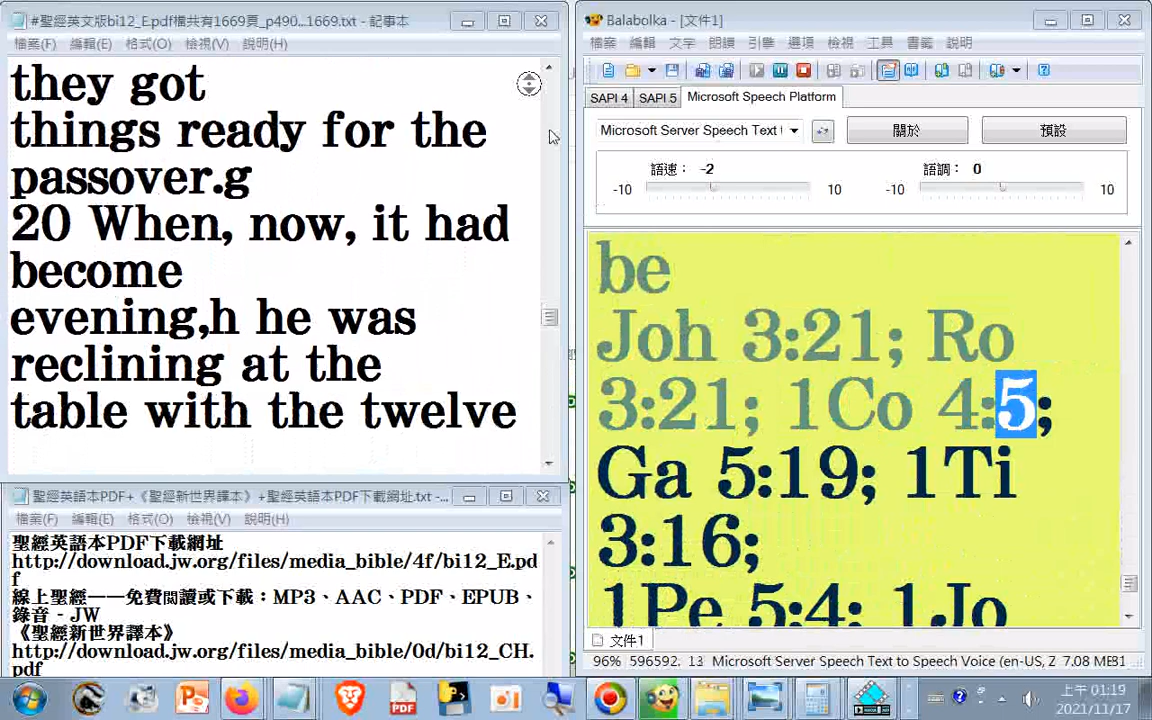 #聖經英文版bi12_E.pdf橫共有1669頁_p490...1669.txt - 記事本
檔案(F) 編輯(E) 格式(O) 檢視(V) 說明(H)
they got
things ready for the
passover.g
20 When, now, it had
become
evening,h he was
reclining at the
table with the twelve
聖經英語本PDF+《聖經新世界譯本》+聖經英語本PDF下載網址.txt -...
檔案(F) 編輯(E) 格式(O) 檢視(V) 說明(H)
聖經英語本PDF下載網址
http://download.jw.org/files/media_bible/4f/bi12_E.pd
f
線上聖經——免費閱讀或下載：MP3、AAC、PDF、EPUB、
錄音 - JW
《聖經新世界譯本》
http://download.jw.org/files/media_bible/0d/bi12_CH.
pdf
Balabolka - [文件1]
檔案 編輯 文字 朗讀 引擎 選項 檢視 工具 書籤 說明
SAPI 4 SAPI 5 Microsoft Speech Platform
Microsoft Server Speech Text 關於 預設
語速： -2 語調： 0
-10 10 -10 10
be
Joh 3:21; Ro
3:21; 1Co 4:5;
Ga 5:19; 1Ti
3:16;
1Pe 5:4; 1Jo
文件1
96% 596592. 13 Microsoft Server Speech Text to Speech Voice (en-US, Z 7.08 MB
上午 01:19
2021/11/17